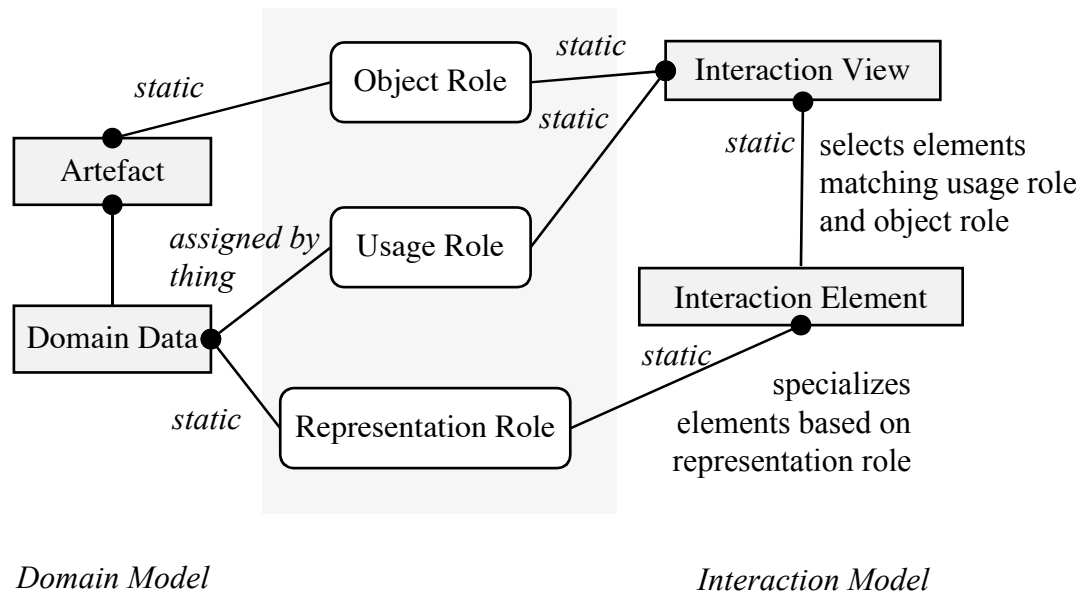 static
Object Role
static
Interaction View
static
Artefact
static
selects elements
matching usage role
and object role
assigned by
thing
Usage Role
Domain Data
Interaction Element
static
static
Representation Role
specializes
elements based on
representation role
Domain Model
Interaction Model